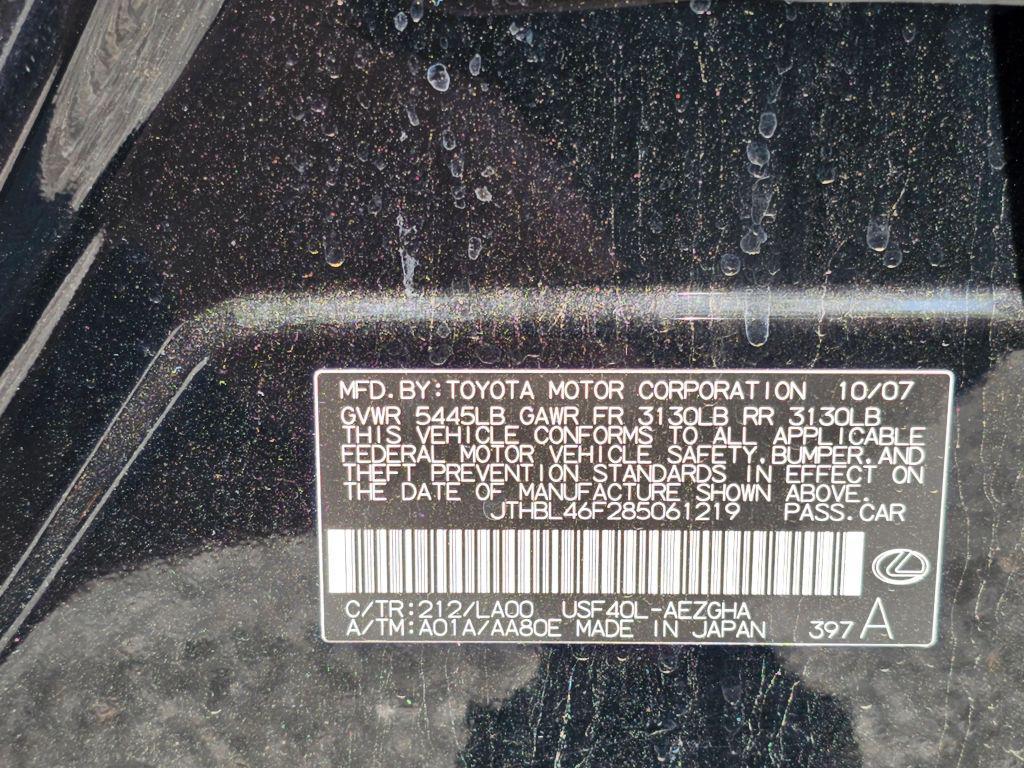 MFD.BY:TOYOTA MOTOR CORPORATION 10/07
GVWR 5445LB GAWR FR 3130LB RR 3130LB
THIS VEHICLE CONFORMS TO ALL APPLICABLE
FEDERAL MOTOR VEHICLE SAFETY,BUMPER,AND
THEFT PREVENTION STANDARDS IN EFFECT ON
THE DATE OF MANUFACTURE SHOWN ABOVE.
JTHBL46F285061219 PASS.CAR
C/TR:212/LA00 USF40L-AEZGHA
A/TM:A01A/AA80E MADE IN JAPAN 397 A